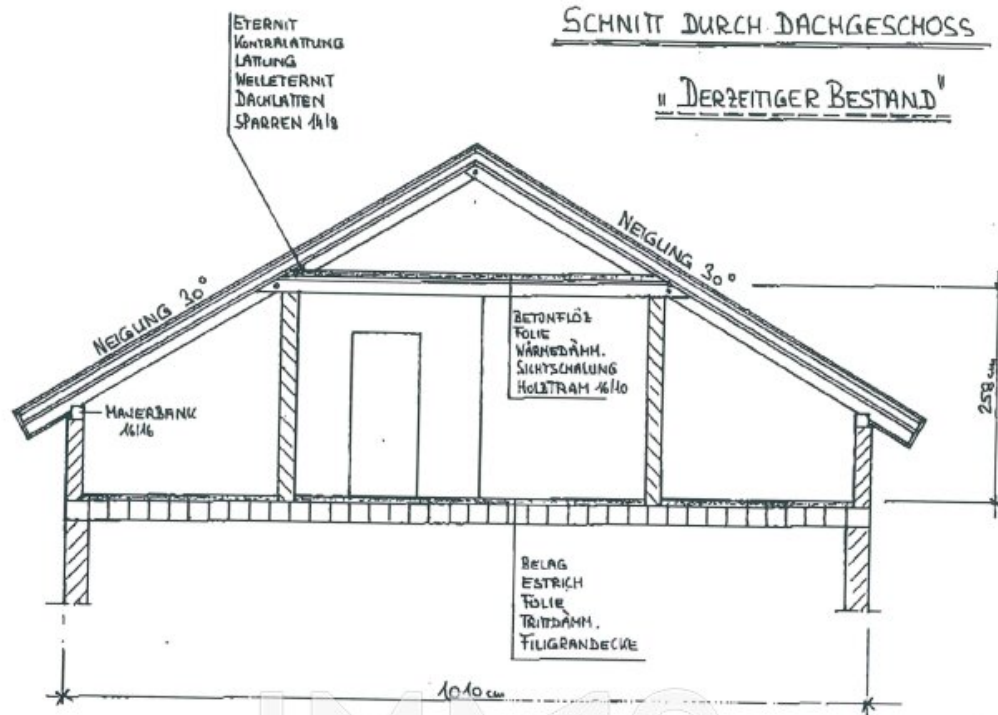 SCHNITT DURCH DACHGESCHOSS
"DERZEITIGER BESTAND"
ETERNIT
KONTRALATTUNG
LATTUNG
WELLETERNIT
DACHLATTEN
SPARREN 14/8
NEIGUNG 30°
NEIGUNG 30°
MAUERBANK
16/16
BETONFLÖZ
FOLIE
WÄRMEDÄMM.
SICHTSCHALUNG
HOLZTRAM 16/10
258 cm
BELAG
ESTRICH
FOLIE
TRITTDÄMM.
FILIGRANDECKE
1010 cm